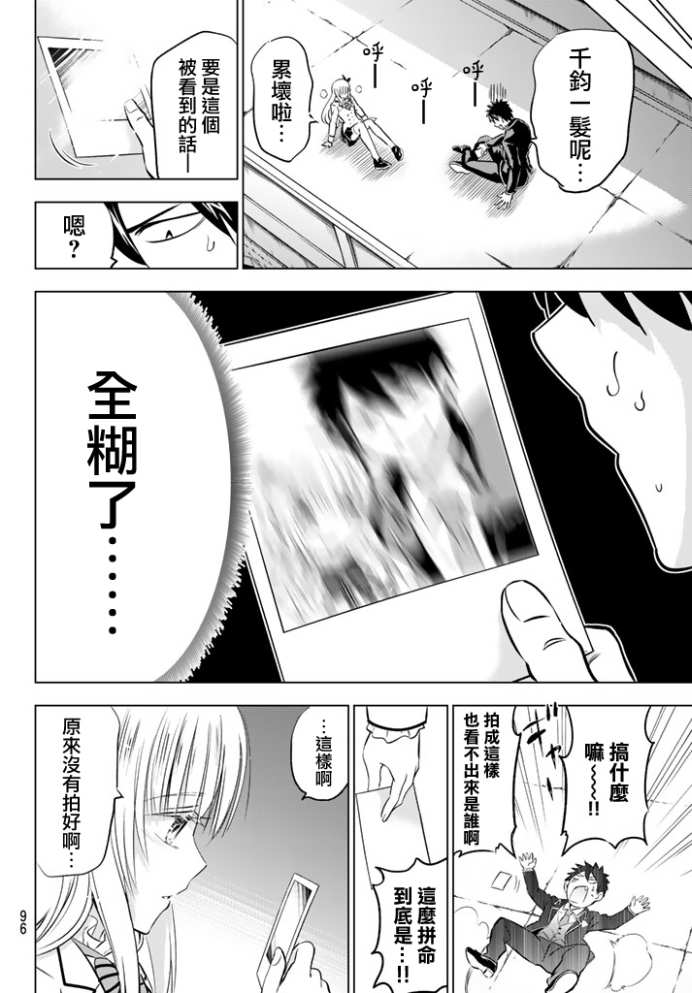 千鈞一髮呢…
呼—
呼—
呼—
累壞啦…
要是這個
被看到的話—
嗯?
全糊了……
搞什麼
嘛~~!!
拍成這樣
也看不出來是誰啊
這麼拼命
到底是…!!
…這樣啊
原來沒有拍好啊…
96